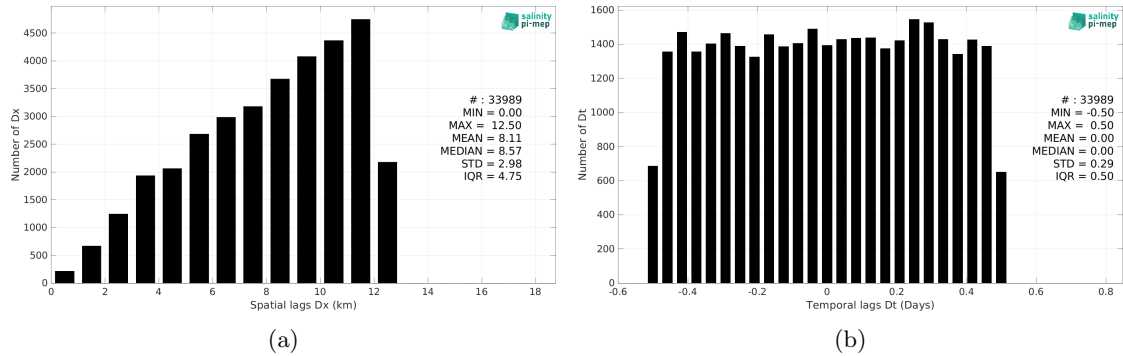 4500
4000
3500
3000
2500
2000
1500
1000
500
0
Number of Dx
0 2 4 6 8 10 12 14 16 18
Spatial lags Dx (km)
salinity
pi-mep
# : 33989
MIN = 0.00
MAX = 12.50
MEAN = 8.11
MEDIAN = 8.57
STD = 2.98
IQR = 4.75
(a)
1600
1400
1200
1000
800
600
400
200
0
Number of Dt
-0.6 -0.4 -0.2 0 0.2 0.4 0.6 0.8
Temporal lags Dt (Days)
salinity
pi-mep
# : 33989
MIN = -0.50
MAX = 0.50
MEAN = 0.00
MEDIAN = 0.00
STD = 0.29
IQR = 0.50
(b)